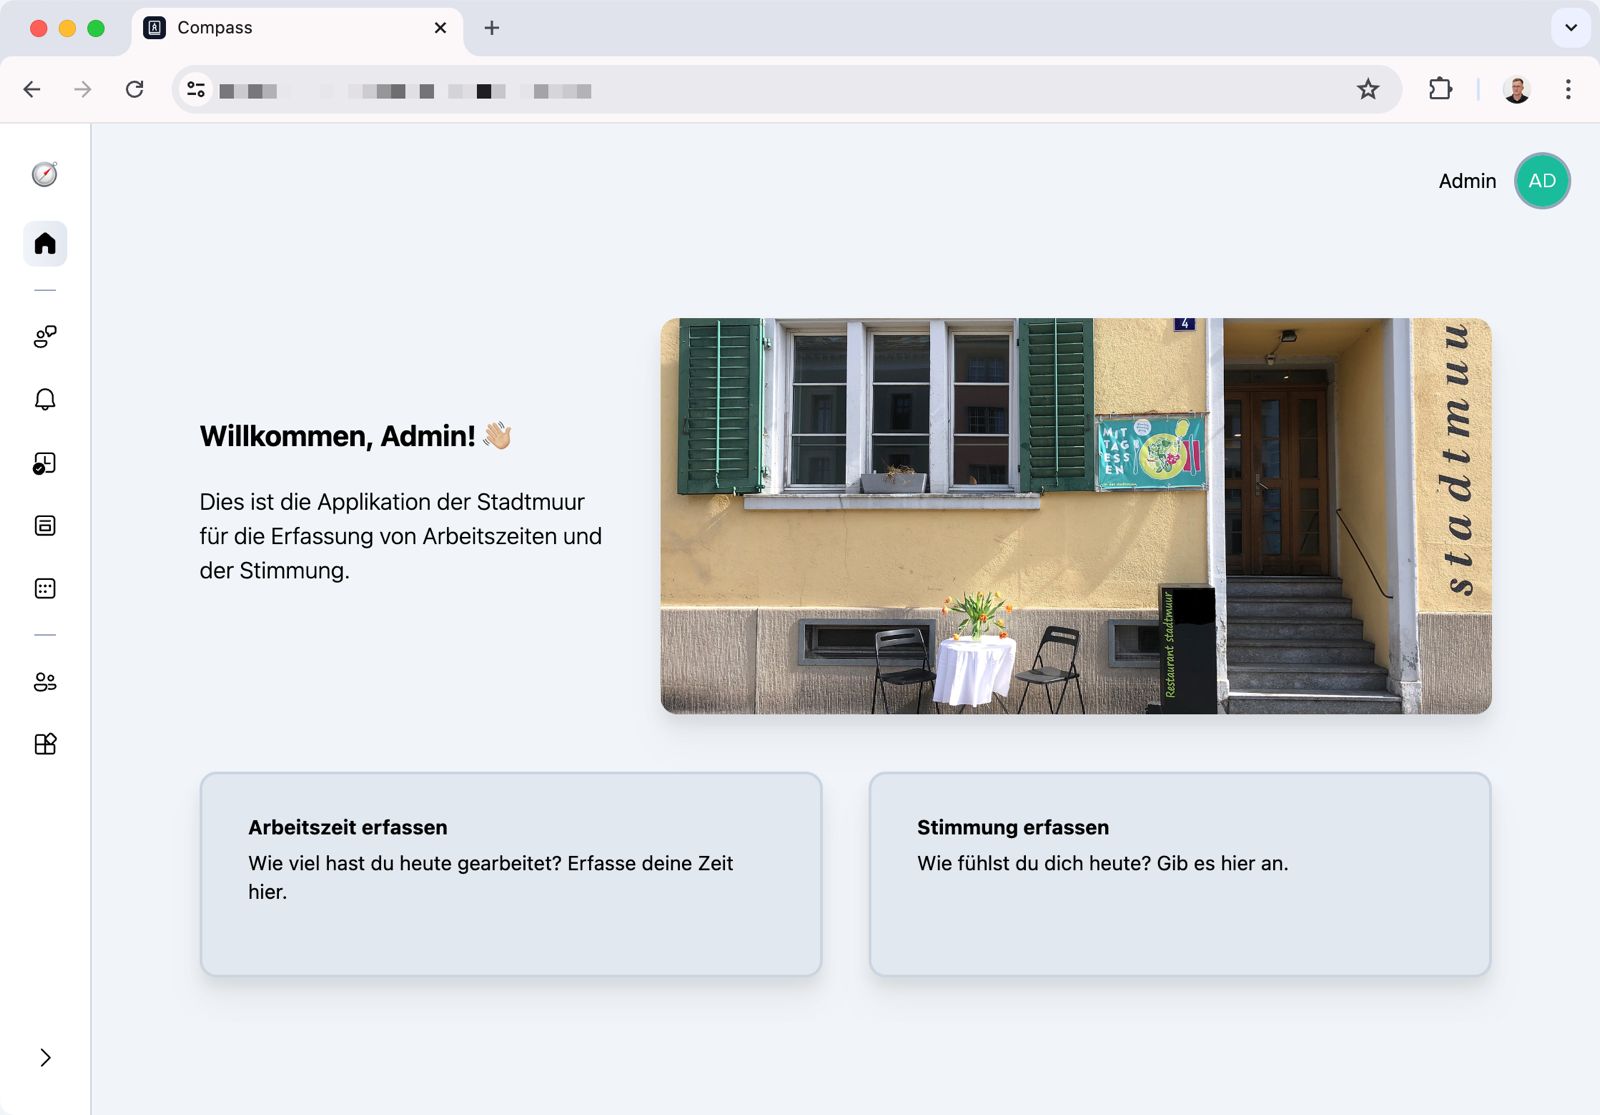 Compass
Admin
AD
Willkommen, Admin! 👋🏼
Dies ist die Applikation der Stadtmuur
für die Erfassung von Arbeitszeiten und
der Stimmung.
4
MIT
TAG
ESS
EN
stadtmuur
Restaurant stadtmuur
Arbeitszeit erfassen
Wie viel hast du heute gearbeitet? Erfasse deine Zeit
hier.
Stimmung erfassen
Wie fühlst du dich heute? Gib es hier an.